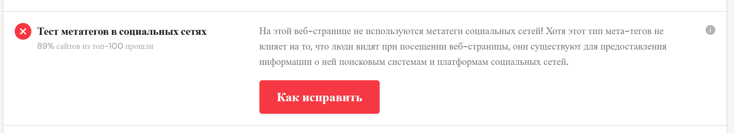 Тест метатегов в социальных сетях
89% сайтов из топ-100 прошли
На этой веб-странице не используются метатеги социальных сетей! Хотя этот тип мета-тегов не
влияет на то, что люди видят при посещении веб-страницы, они существуют для предоставления
информации о ней поисковым системам и платформам социальных сетей.
Как исправить